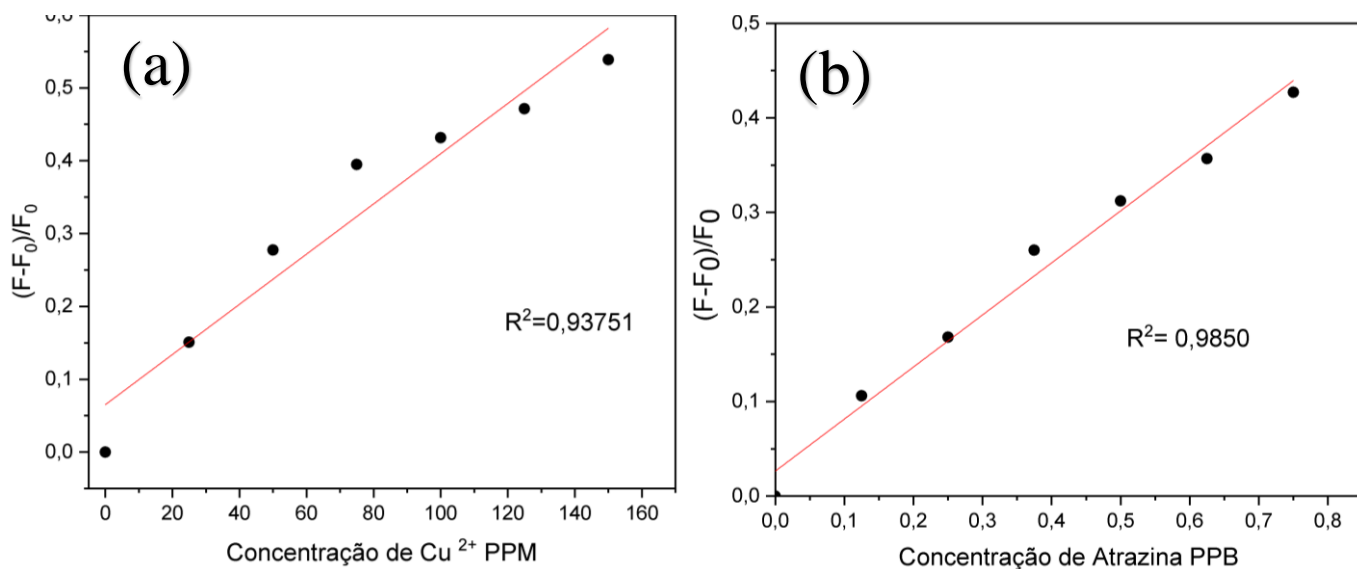 (a)
0,6
0,5
0,4
0,3
0,2
0,1
0,0
(F-F₀)/F₀
R²=0,93751
0 20 40 60 80 100 120 140 160
Concentração de Cu ²⁺ PPM
(b)
0,5
0,4
0,3
0,2
0,1
0,0
(F-F0)/F0
R²= 0,9850
0,0 0,1 0,2 0,3 0,4 0,5 0,6 0,7 0,8
Concentração de Atrazina PPB